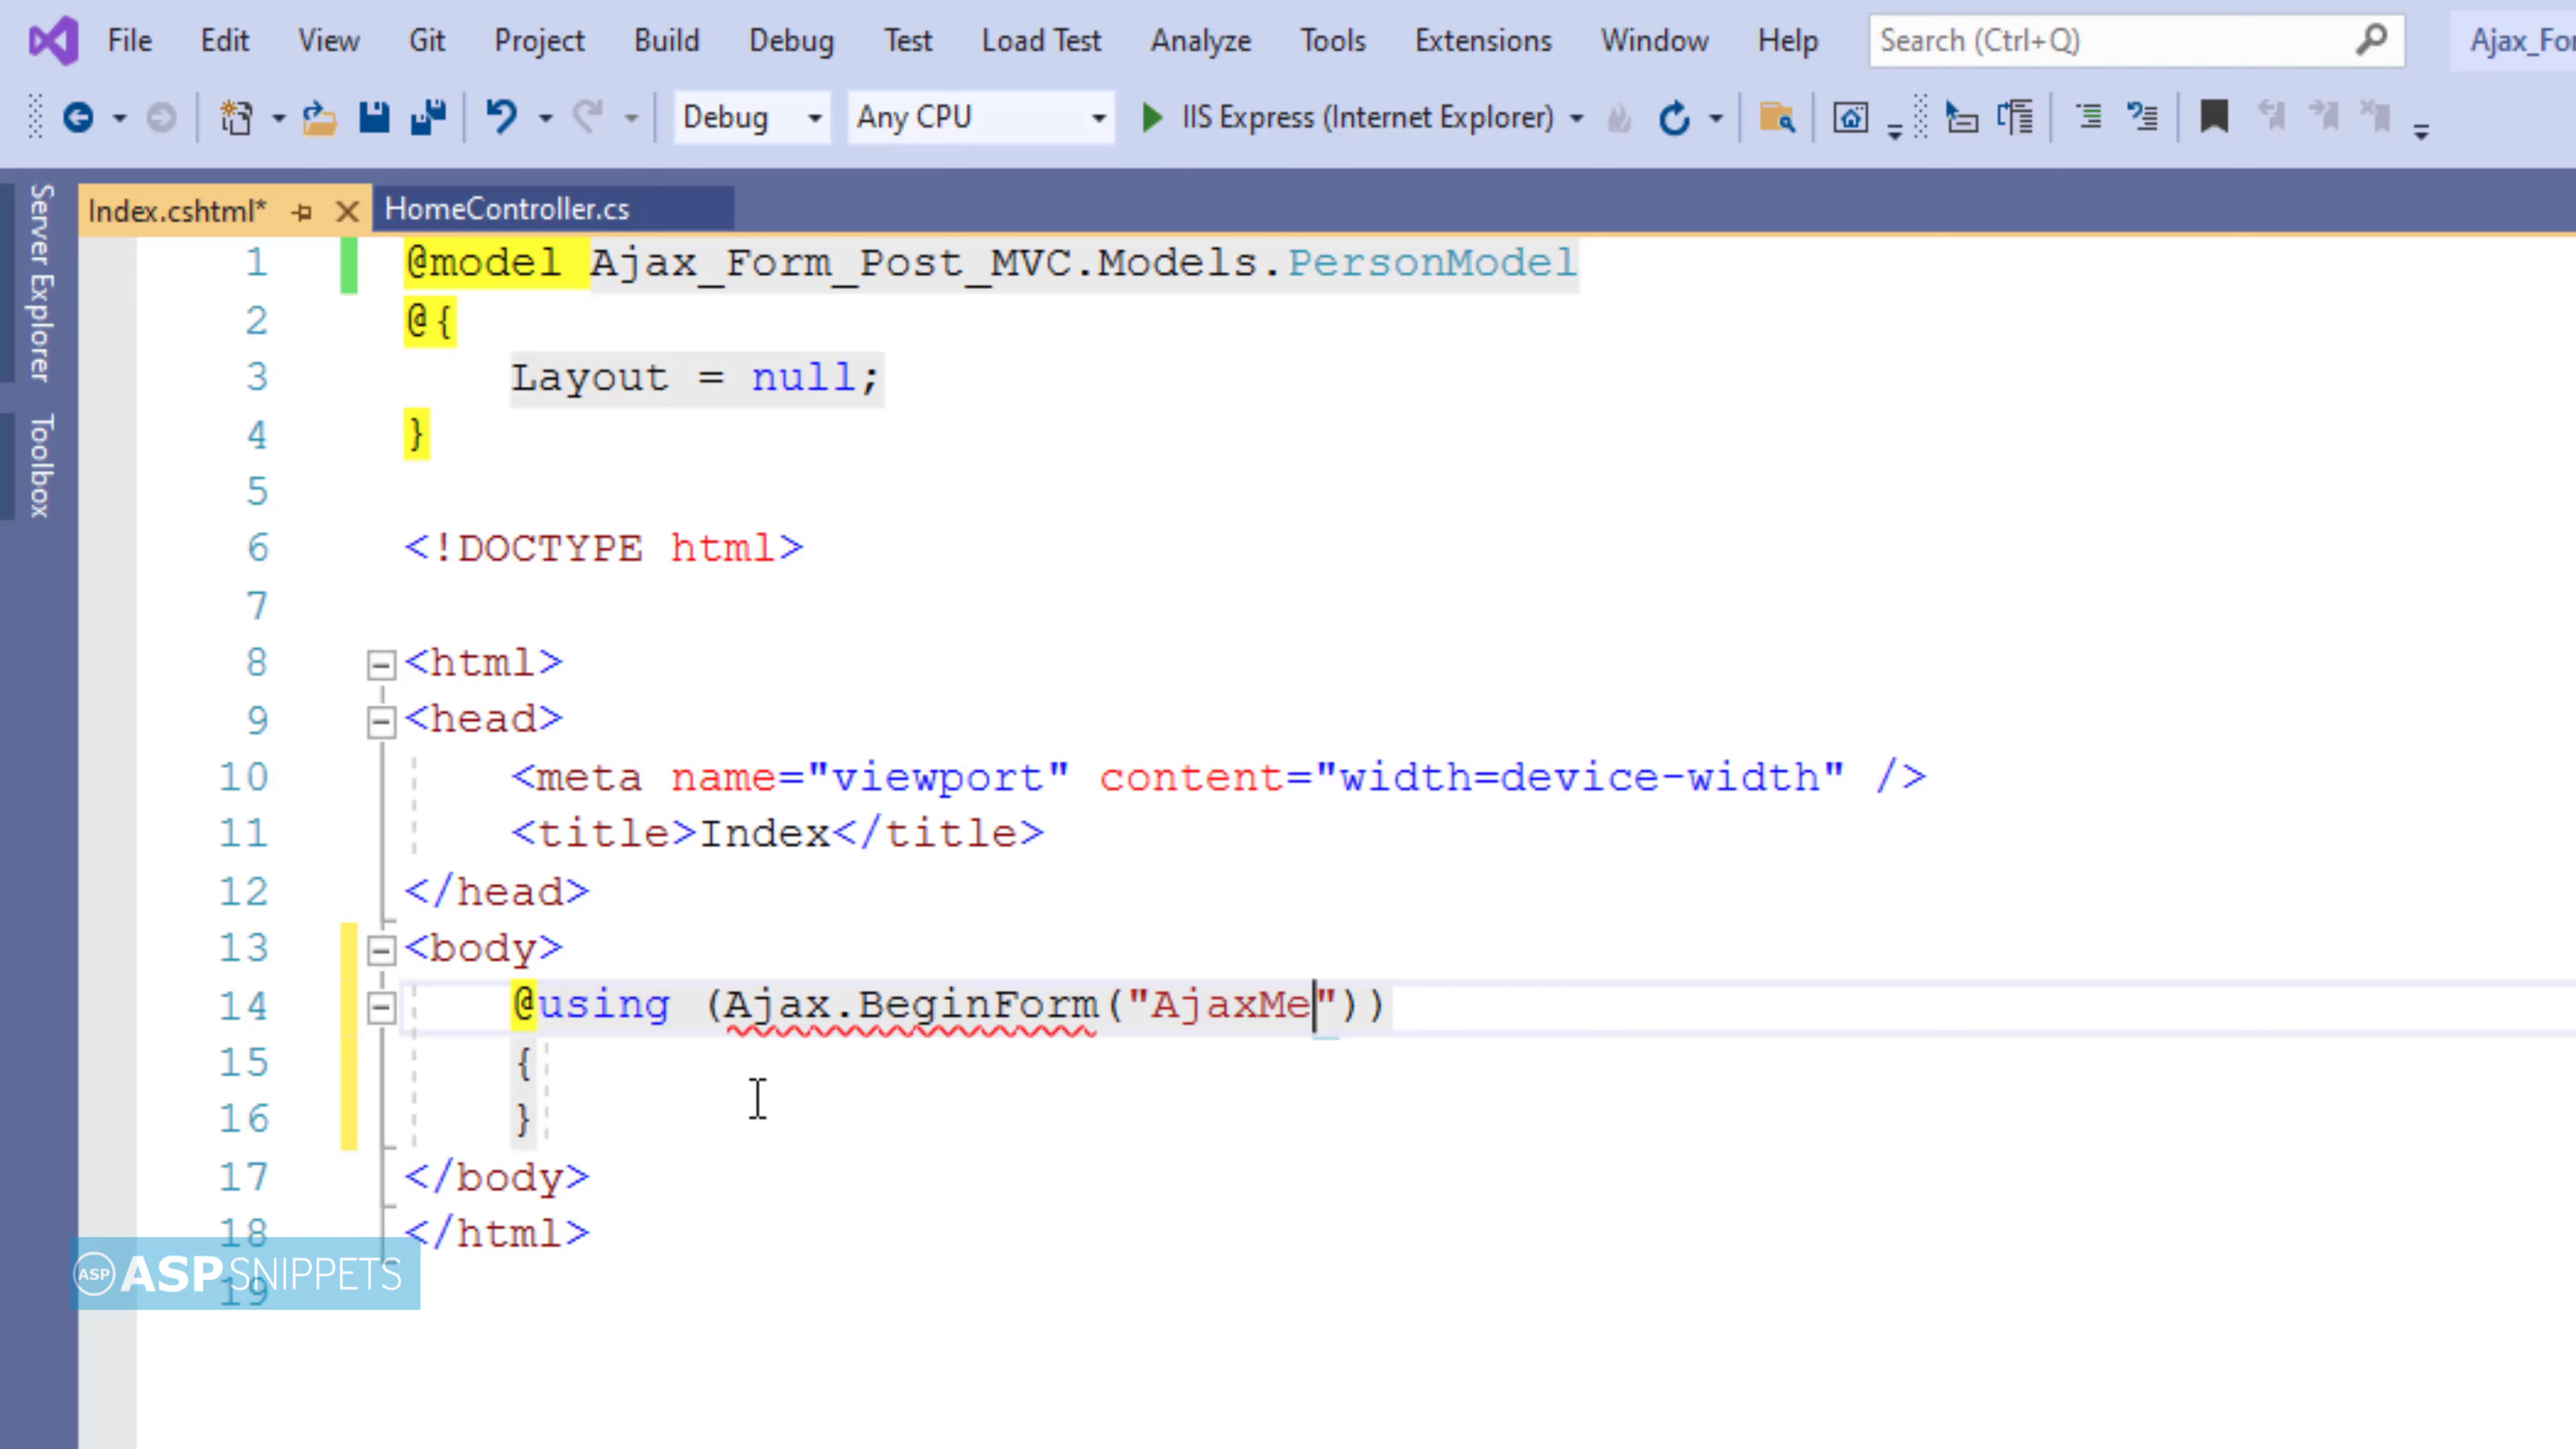 File Edit View Git Project Build Debug Test Load Test Analyze Tools Extensions Window Help Search (Ctrl+Q) Ajax_For
Debug Any CPU IIS Express (Internet Explorer)
Server Explorer
Toolbox
Index.cshtml* HomeController.cs
1 @model Ajax_Form_Post_MVC.Models.PersonModel
2 @{
3 Layout = null;
4 }
5
6 <!DOCTYPE html>
7
8 <html>
9 <head>
10 <meta name="viewport" content="width=device-width" />
11 <title>Index</title>
12 </head>
13 <body>
14 @using (Ajax.BeginForm("AjaxMe"))
15 {
16 }
17 </body>
18 </html>
19
ASP ASPSNIPPETS